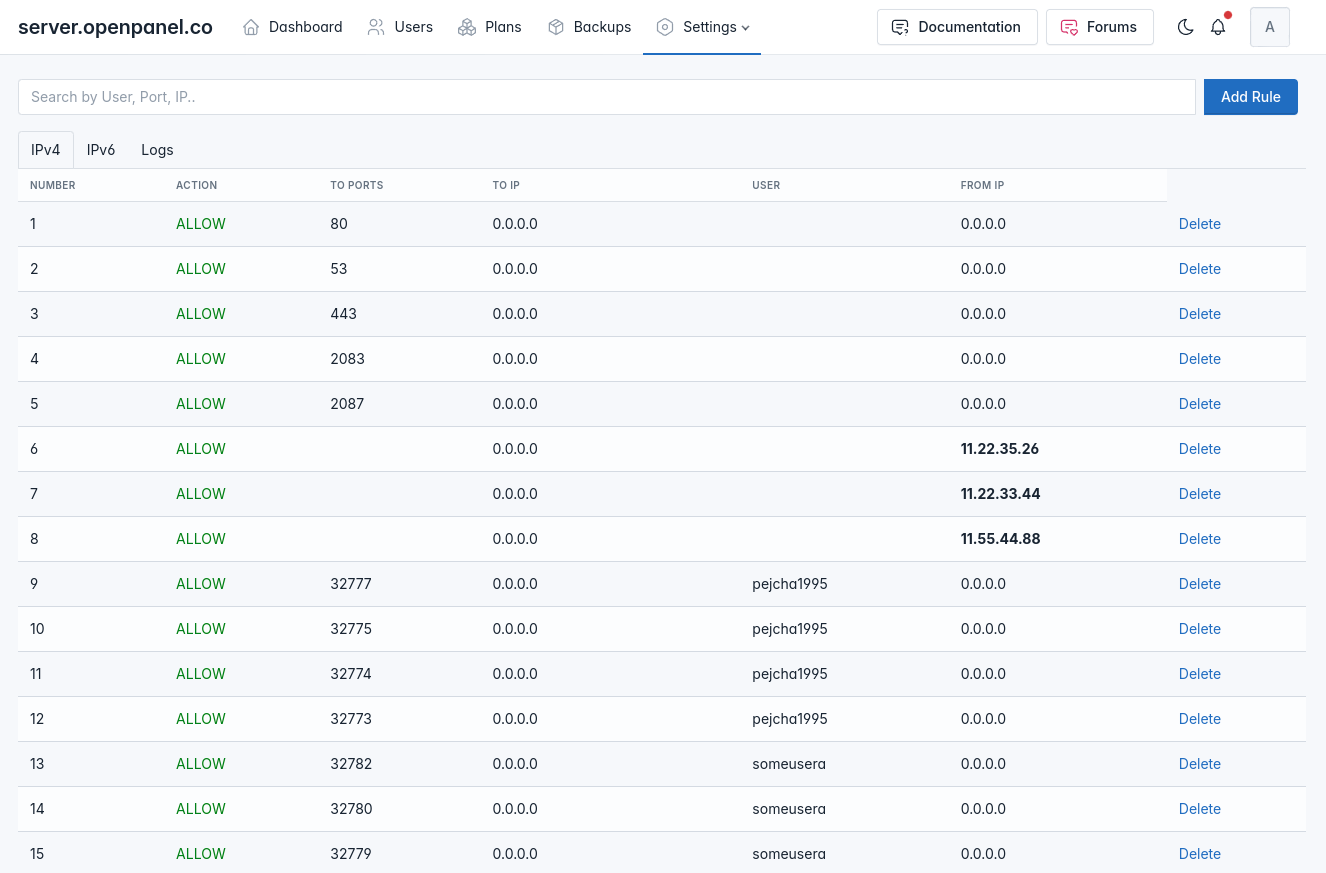 server.openpanel.co Dashboard Users Plans Backups Settings Documentation Forums A
Search by User, Port, IP.. Add Rule
IPv4 IPv6 Logs
NUMBER ACTION TO PORTS TO IP USER FROM IP
1 ALLOW 80 0.0.0.0 0.0.0.0 Delete
2 ALLOW 53 0.0.0.0 0.0.0.0 Delete
3 ALLOW 443 0.0.0.0 0.0.0.0 Delete
4 ALLOW 2083 0.0.0.0 0.0.0.0 Delete
5 ALLOW 2087 0.0.0.0 0.0.0.0 Delete
6 ALLOW 0.0.0.0 11.22.35.26 Delete
7 ALLOW 0.0.0.0 11.22.33.44 Delete
8 ALLOW 0.0.0.0 11.55.44.88 Delete
9 ALLOW 32777 0.0.0.0 pejcha1995 0.0.0.0 Delete
10 ALLOW 32775 0.0.0.0 pejcha1995 0.0.0.0 Delete
11 ALLOW 32774 0.0.0.0 pejcha1995 0.0.0.0 Delete
12 ALLOW 32773 0.0.0.0 pejcha1995 0.0.0.0 Delete
13 ALLOW 32782 0.0.0.0 someusera 0.0.0.0 Delete
14 ALLOW 32780 0.0.0.0 someusera 0.0.0.0 Delete
15 ALLOW 32779 0.0.0.0 someusera 0.0.0.0 Delete